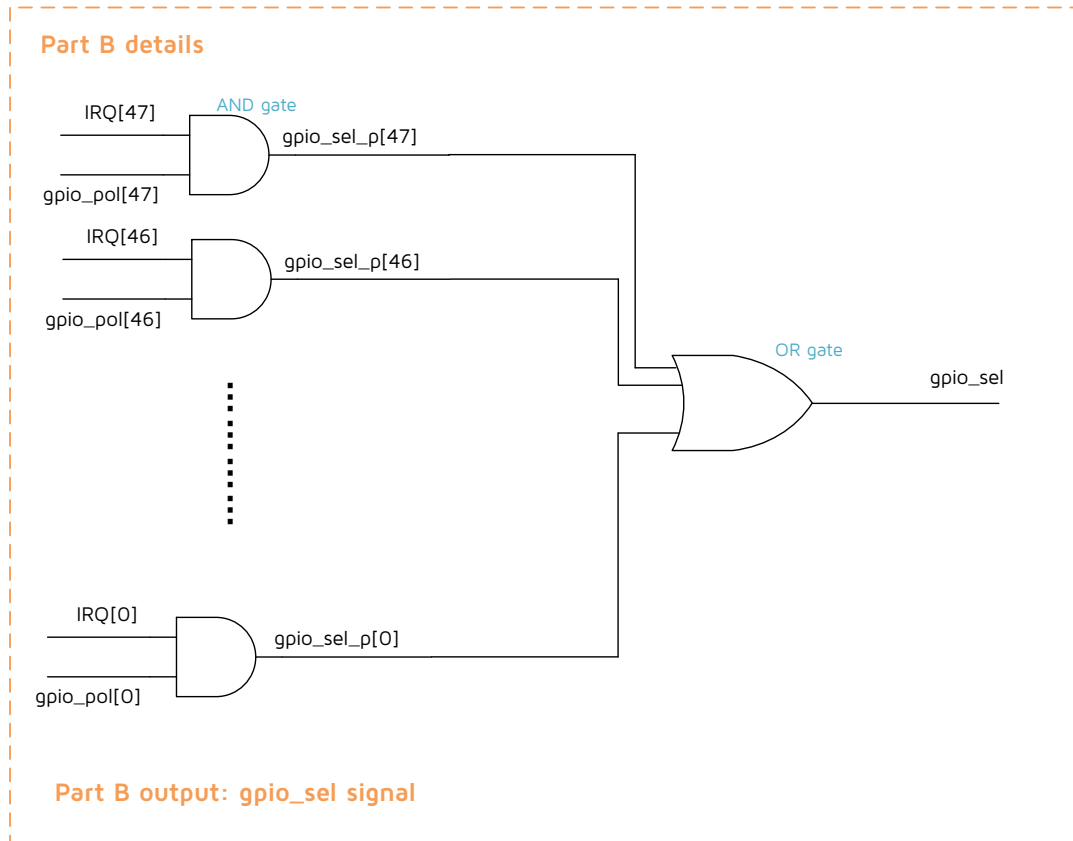 Part B details
IRQ[47]
AND gate
gpio_sel_p[47]
gpio_pol[47]
IRQ[46]
gpio_sel_p[46]
gpio_pol[46]
OR gate
gpio_sel
IRQ[0]
gpio_sel_p[0]
gpio_pol[0]
Part B output: gpio_sel signal